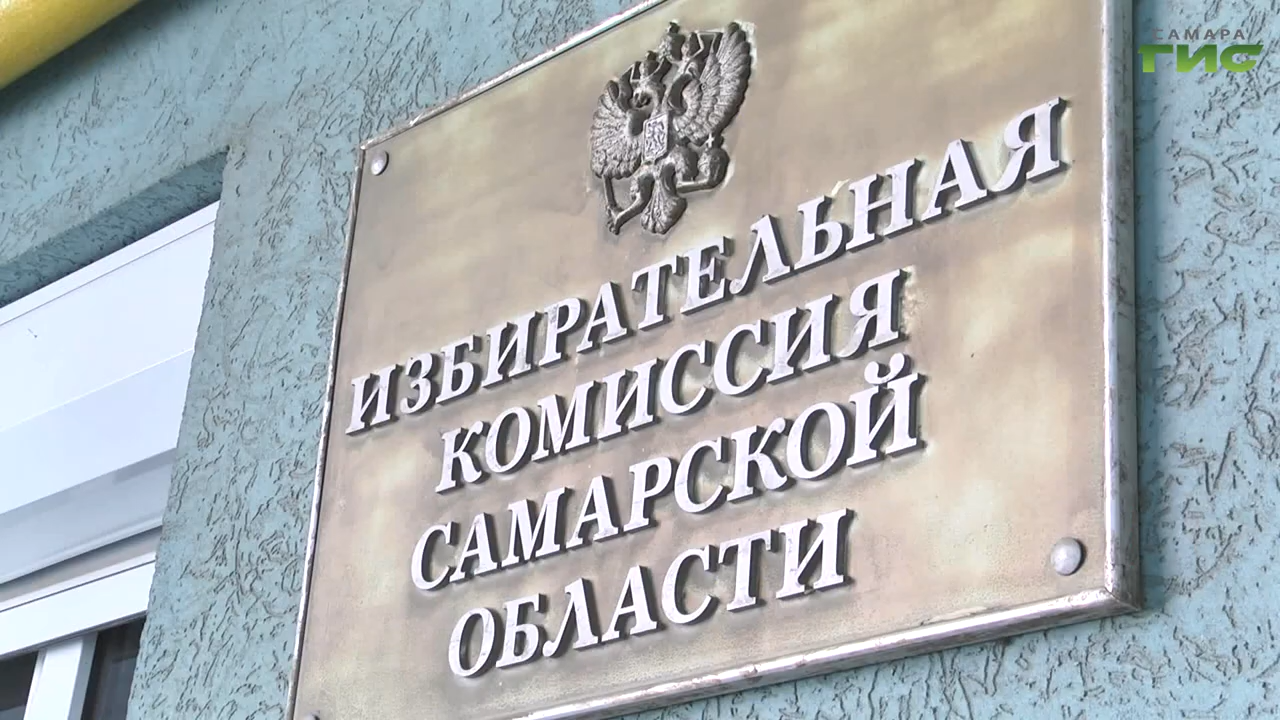 САМАРА
ГИС
ИЗБИРАТЕЛЬНАЯ
КОМИССИЯ
САМАРСКОЙ
ОБЛАСТИ